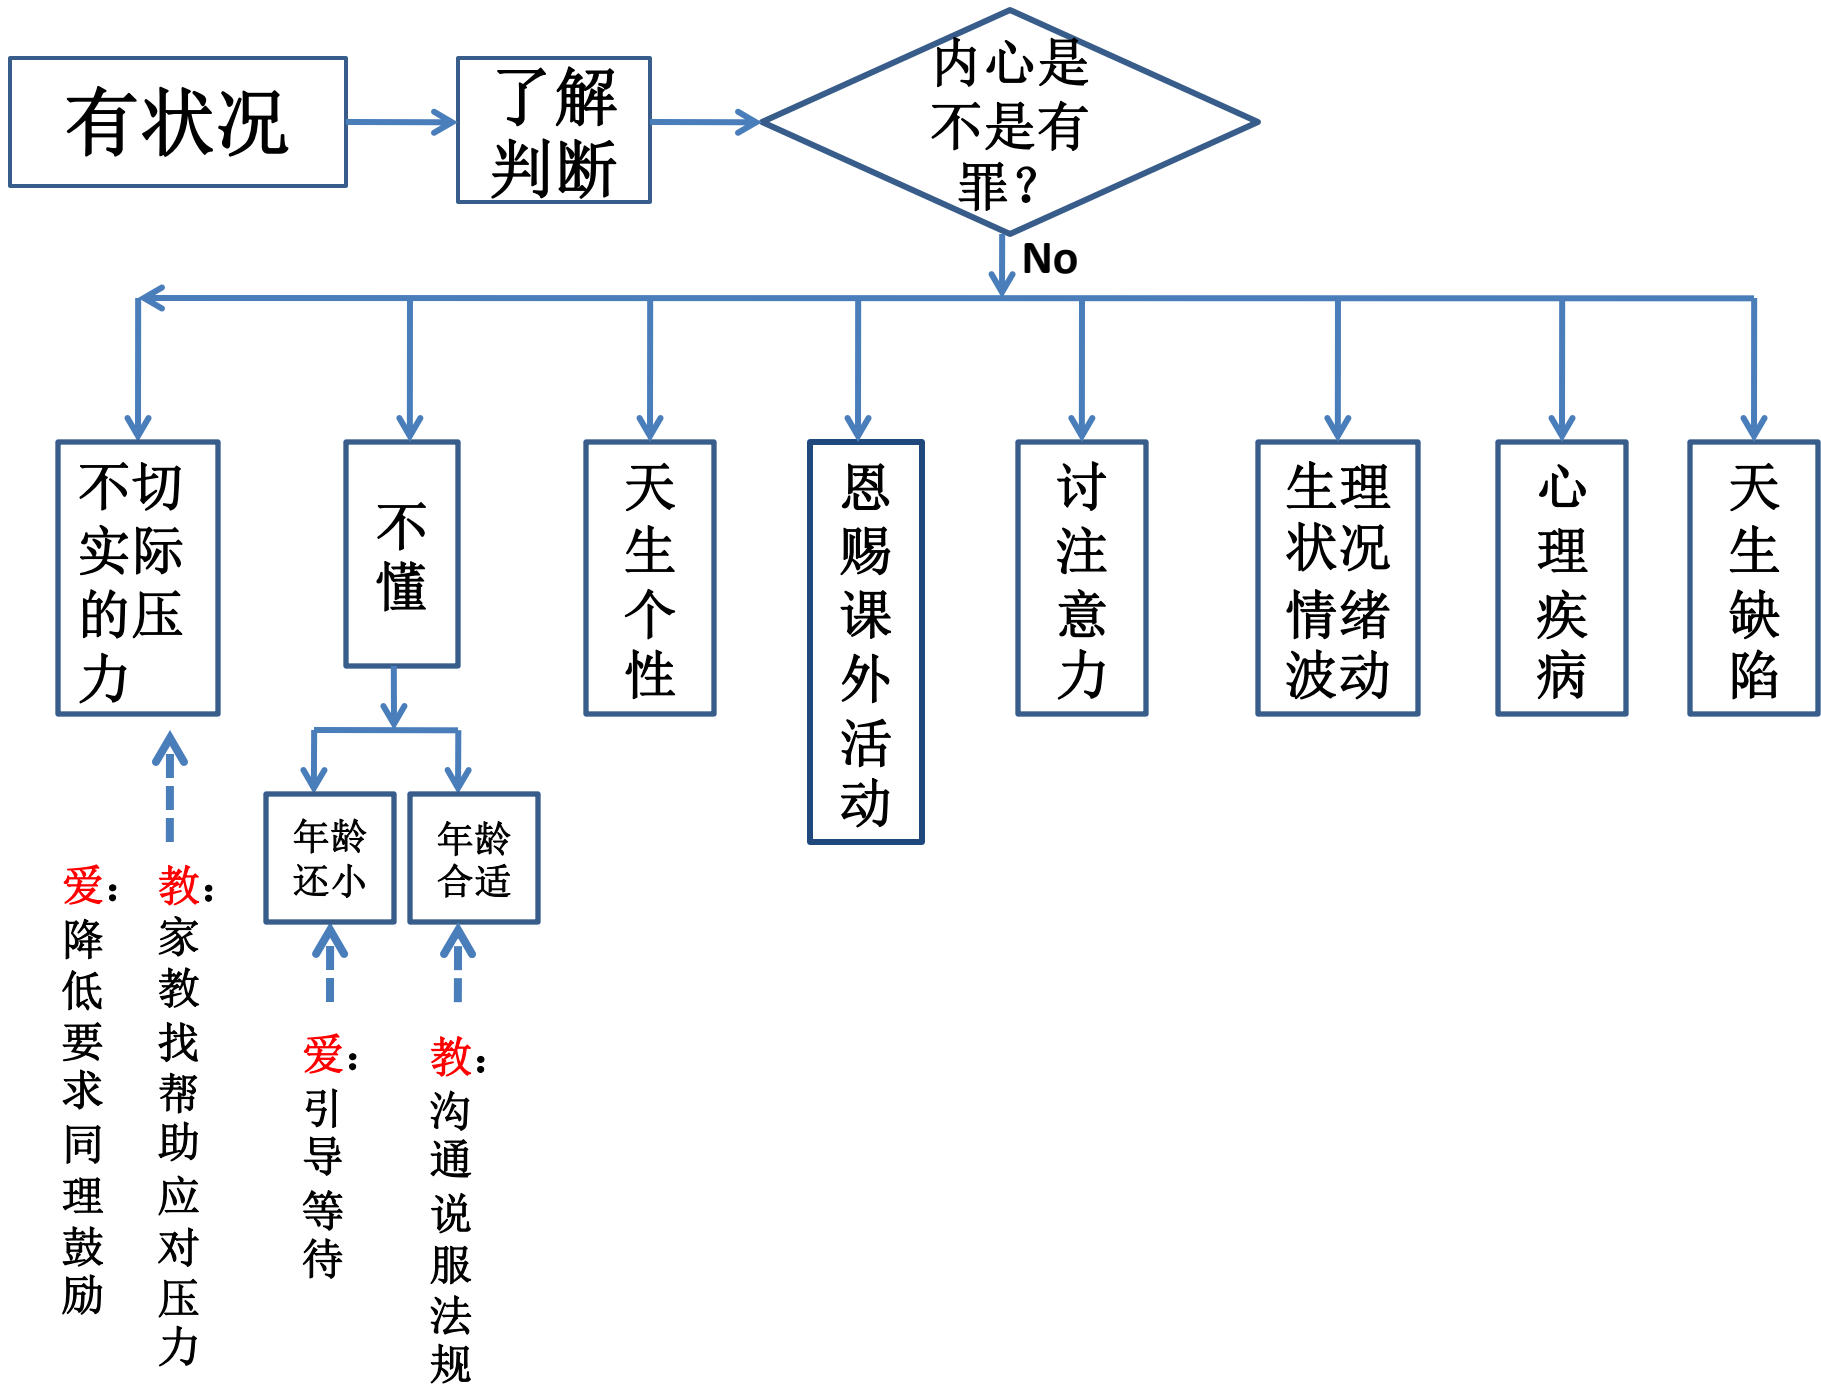 有状况
了解
判断
内心是
不是有
罪？
No
不切
实际
的压
力
不
懂
天
生
个
性
恩
赐
课
外
活
动
讨
注
意
力
生理
状况
情绪
波动
心
理
疾
病
天
生
缺
陷
年龄
还小
年龄
合适
爱：
降
低
要
求
同
理
鼓
励
教：
家
教
找
帮
助
应
对
压
力
爱：
引
导
等
待
教：
沟
通
说
服
法
规